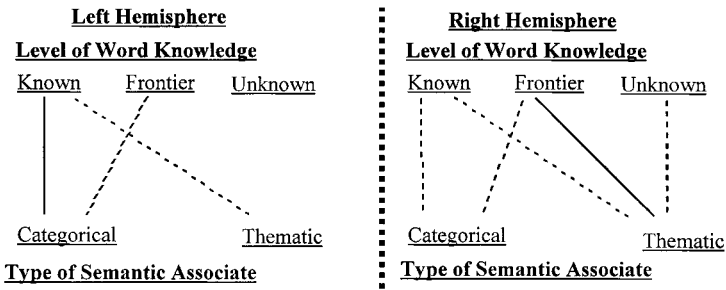 Left Hemisphere
Level of Word Knowledge
Known Frontier Unknown
Categorical Thematic
Type of Semantic Associate
Right Hemisphere
Level of Word Knowledge
Known Frontier Unknown
Categorical Thematic
Type of Semantic Associate